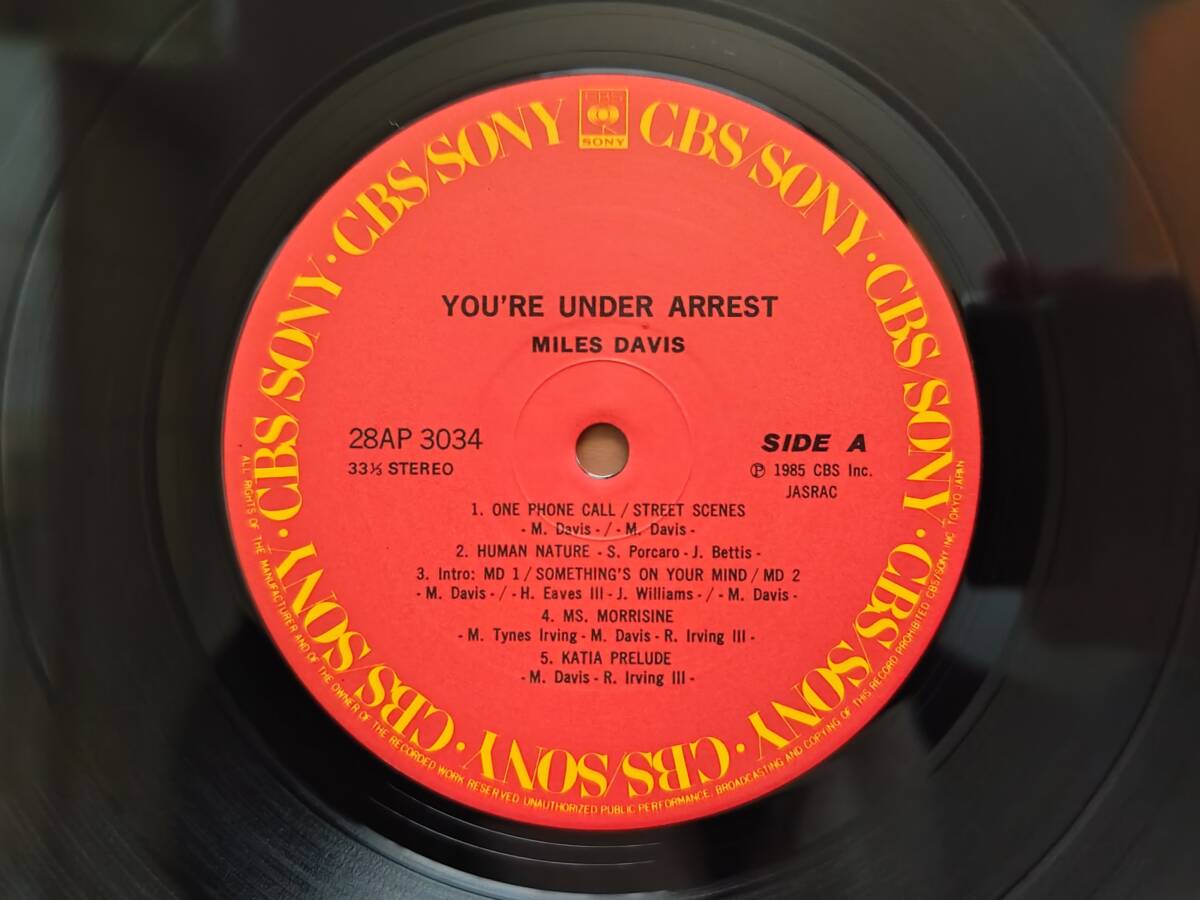 CBS
SONY
CBS/SONY · CBS/SONY · CBS/SONY · CBS/SONY · CBS/SONY · CBS/SONY · CBS/SONY · CBS/SONY
YOU'RE UNDER ARREST
MILES DAVIS
28AP 3034
33⅓ STEREO
SIDE A
℗ 1985 CBS Inc.
JASRAC
1. ONE PHONE CALL / STREET SCENES
- M. Davis - / - M. Davis -
2. HUMAN NATURE - S. Porcaro - J. Bettis -
3. Intro: MD 1 / SOMETHING'S ON YOUR MIND / MD 2
- M. Davis - / - H. Eaves III - J. Williams - / - M. Davis -
4. MS. MORRISINE
- M. Tynes Irving - M. Davis - R. Irving III -
5. KATIA PRELUDE
- M. Davis - R. Irving III -
ALL RIGHTS OF THE MANUFACTURER AND OF THE OWNER OF THE RECORDED WORK RESERVED. UNAUTHORIZED PUBLIC PERFORMANCE, BROADCASTING AND COPYING OF THIS RECORD PROHIBITED CBS/SONY INC. TOKYO JAPAN